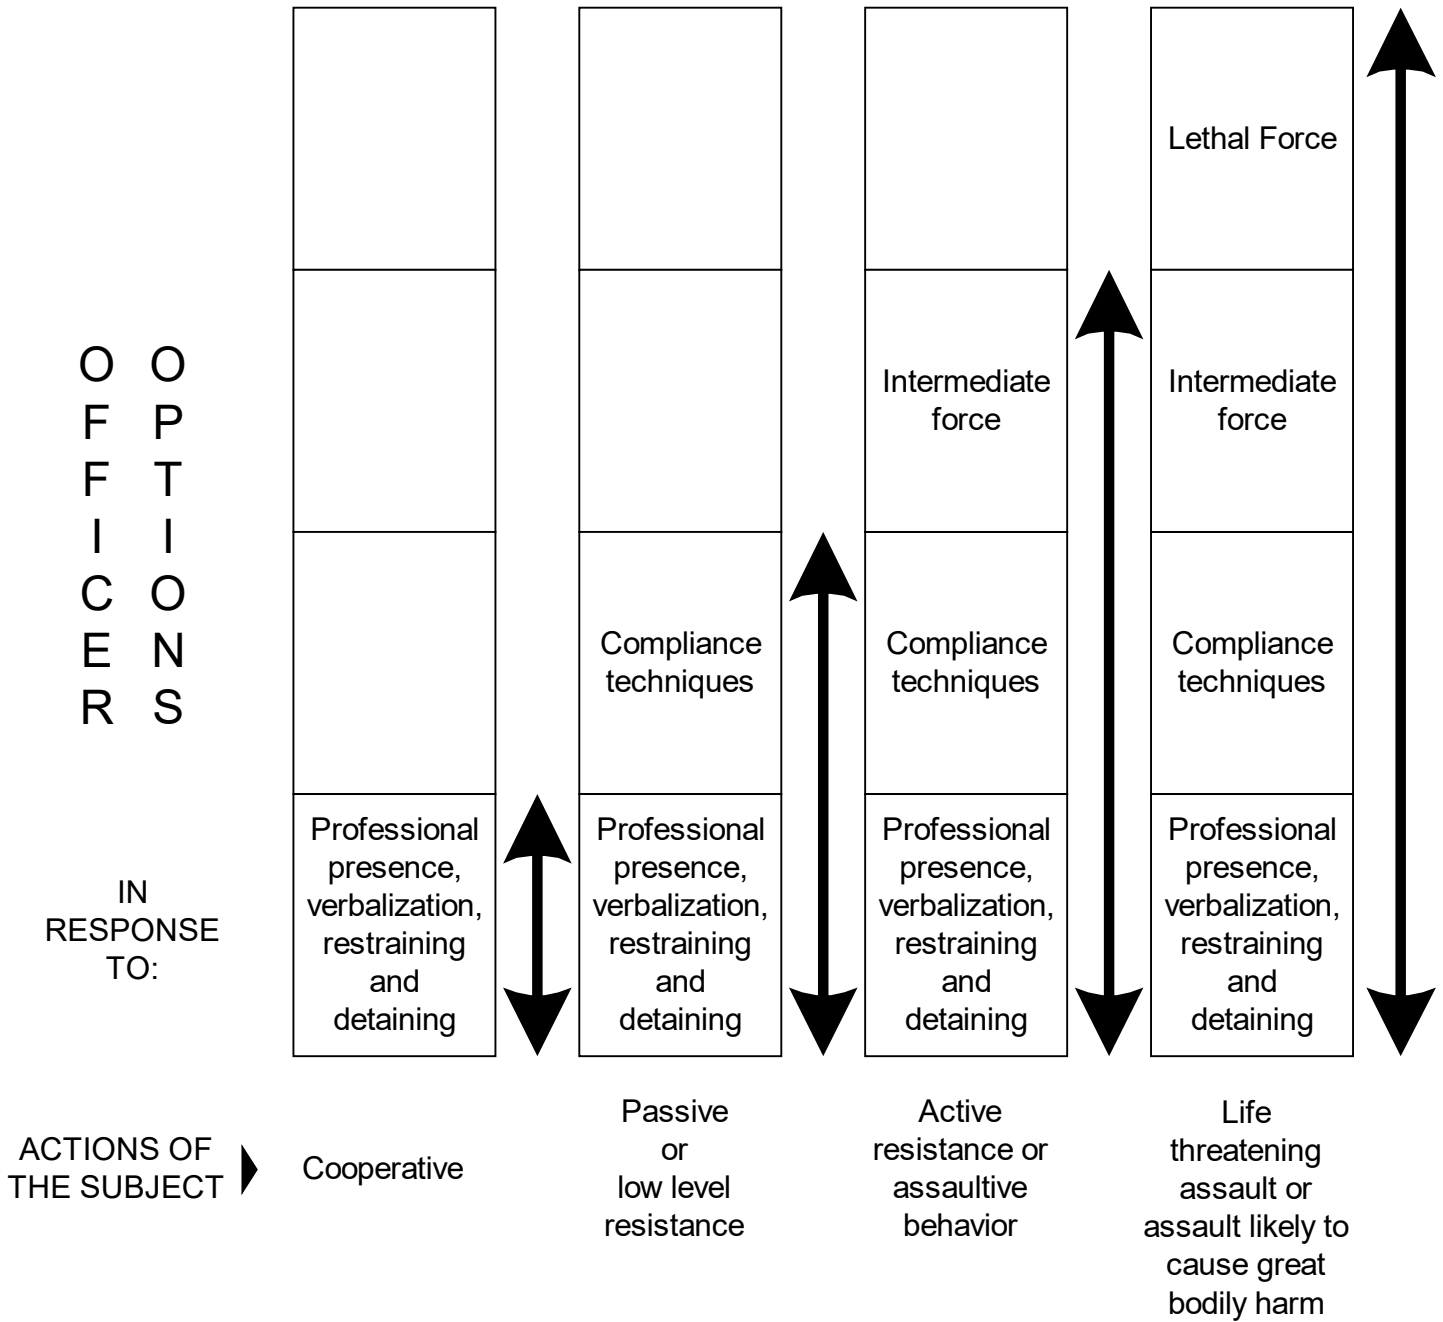 OFFICER
OPTIONS
Lethal Force
Intermediate
force
Intermediate
force
Compliance
techniques
Compliance
techniques
Compliance
techniques
Professional
presence,
verbalization,
restraining
and
detaining
Professional
presence,
verbalization,
restraining
and
detaining
Professional
presence,
verbalization,
restraining
and
detaining
Professional
presence,
verbalization,
restraining
and
detaining
IN
RESPONSE
TO:
ACTIONS OF
THE SUBJECT
Cooperative
Passive
or
low level
resistance
Active
resistance or
assaultive
behavior
Life
threatening
assault or
assault likely to
cause great
bodily harm